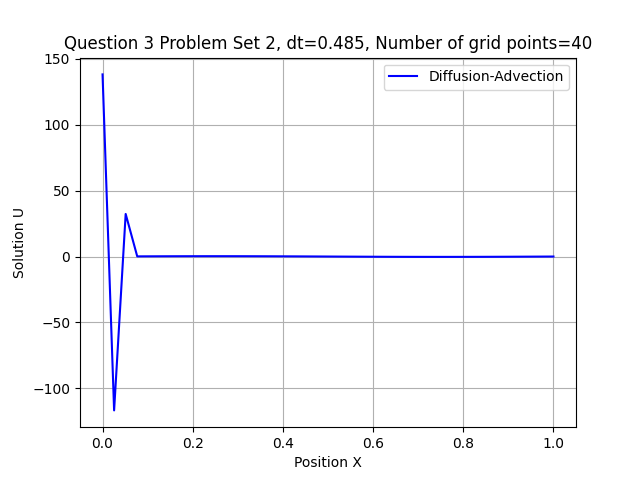 Question 3 Problem Set 2, dt=0.485, Number of grid points=40
Diffusion-Advection
150
100
50
0
−50
−100
Solution U
0.0 0.2 0.4 0.6 0.8 1.0
Position X